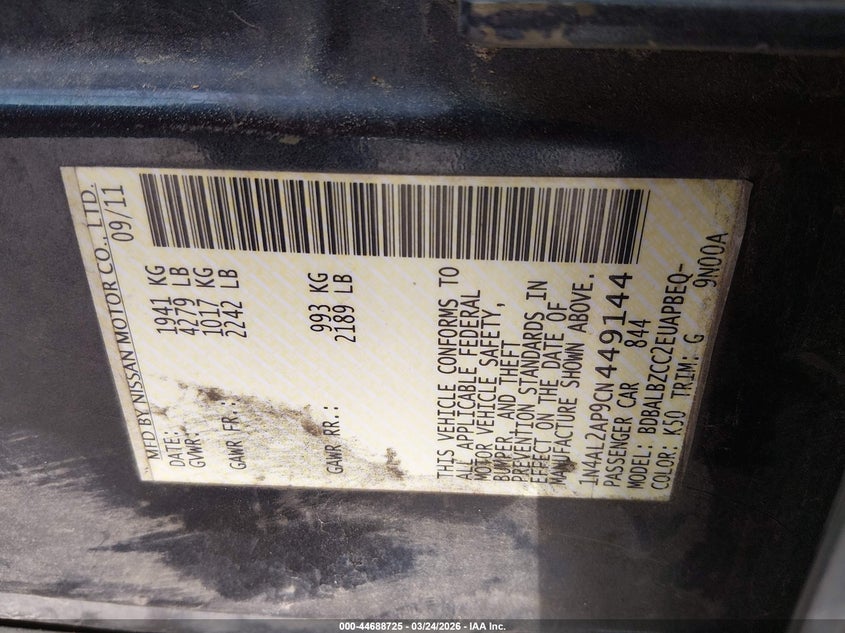 MFD BY NISSAN MOTOR CO., LTD.
DATE: 09/11
GVWR: 1941 KG
4279 LB
GAWR FR.: 1017 KG
2242 LB
GAWR RR.: 993 KG
2189 LB
THIS VEHICLE CONFORMS TO
ALL APPLICABLE FEDERAL
MOTOR VEHICLE SAFETY,
BUMPER, AND THEFT
PREVENTION STANDARDS IN
EFFECT ON THE DATE OF
MANUFACTURE SHOWN ABOVE.
1N4AL2AP9CN449144
PASSENGER CAR 844
MODEL: BDBALBZCC2EUAPBEQ-
COLOR: K50 TRIM: G 9N00A
000-44688725 | 03/24/2026 – IAA Inc.